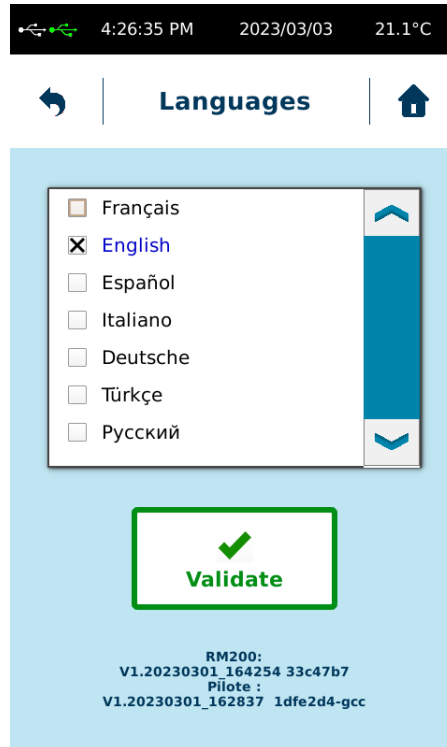 4:26:35 PM 2023/03/03 21.1°C
Languages
Français
English
Español
Italiano
Deutsche
Türkçe
Русский
Validate
RM200:
V1.20230301_164254 33c47b7
Pilote :
V1.20230301_162837 1dfe2d4-gcc